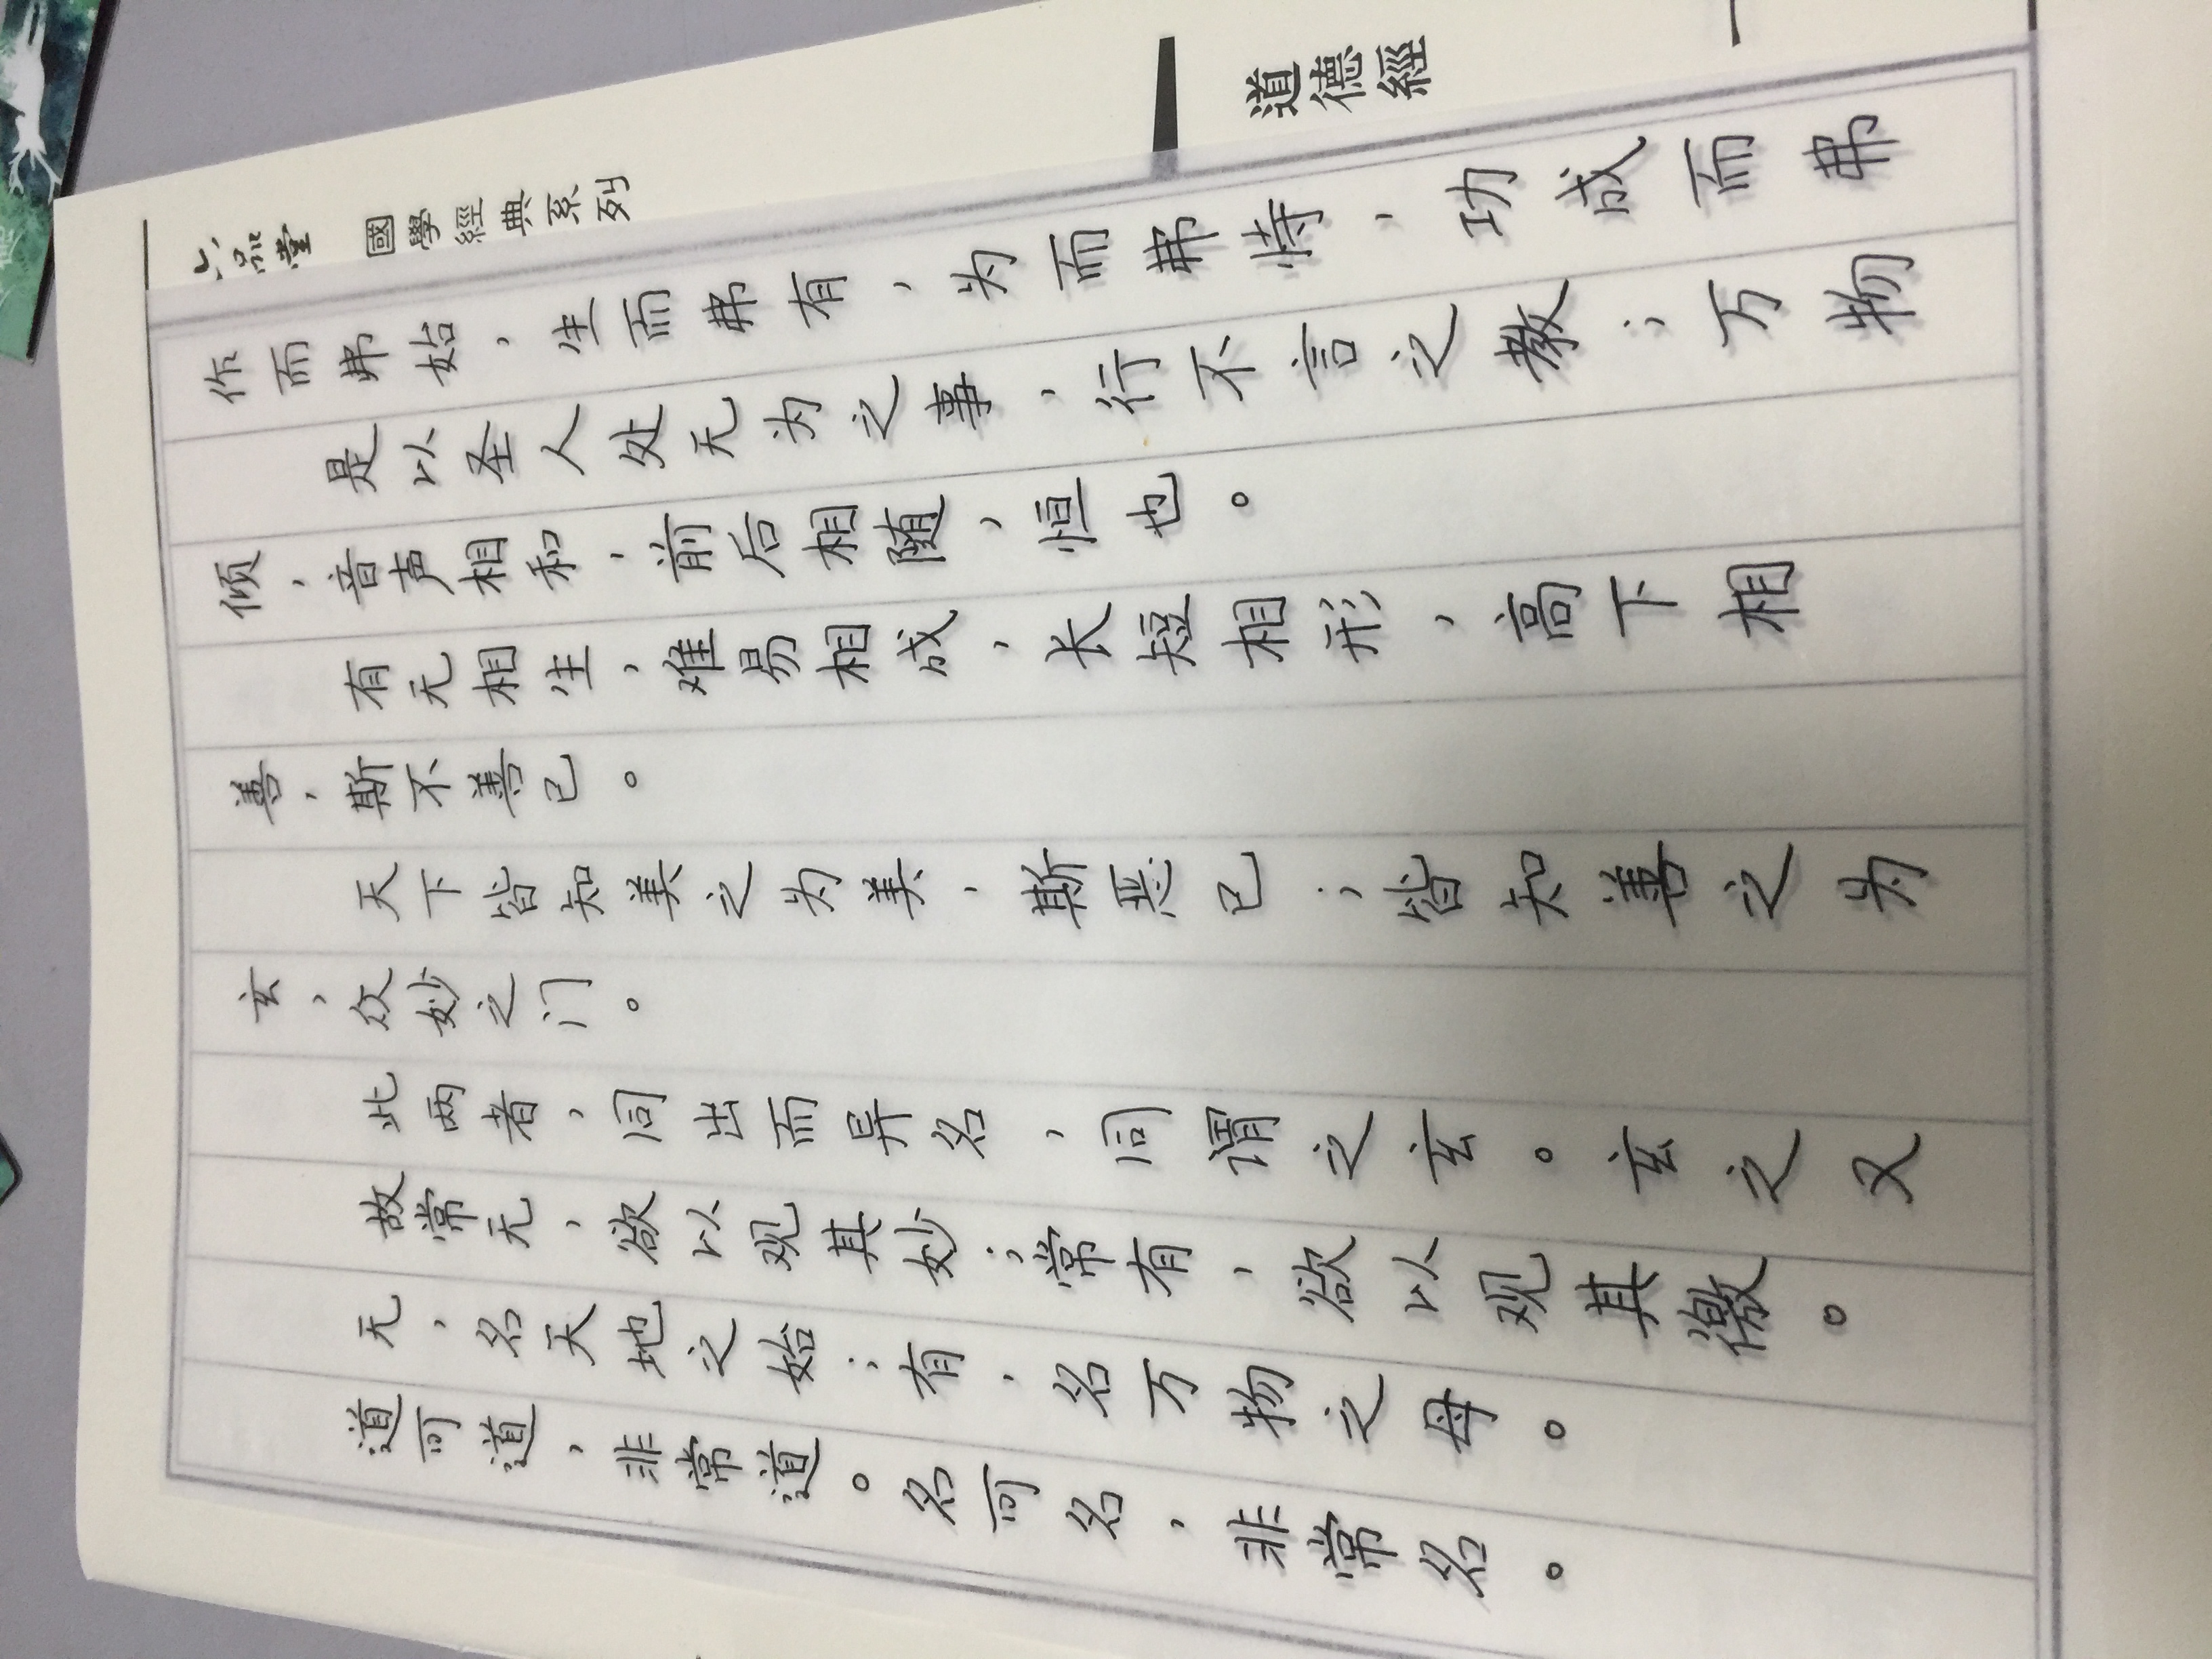 道可道，非常道。名可名，非常名。
无，名天地之始；有，名万物之母。
故常无，欲以观其妙；常有，欲以观其徼。
此两者，同出而异名，同谓之玄。玄之又
玄，众妙之门。
天下皆知美之为美，斯恶已；皆知善之为
善，斯不善已。
有无相生，难易相成，长短相形，高下相
倾，音声相和，前后相随，恒也。
是以圣人处无为之事，行不言之教；万物
作而弗始，生而弗有，为而弗恃，功成而弗
六品堂 國學經典系列
道德經
一